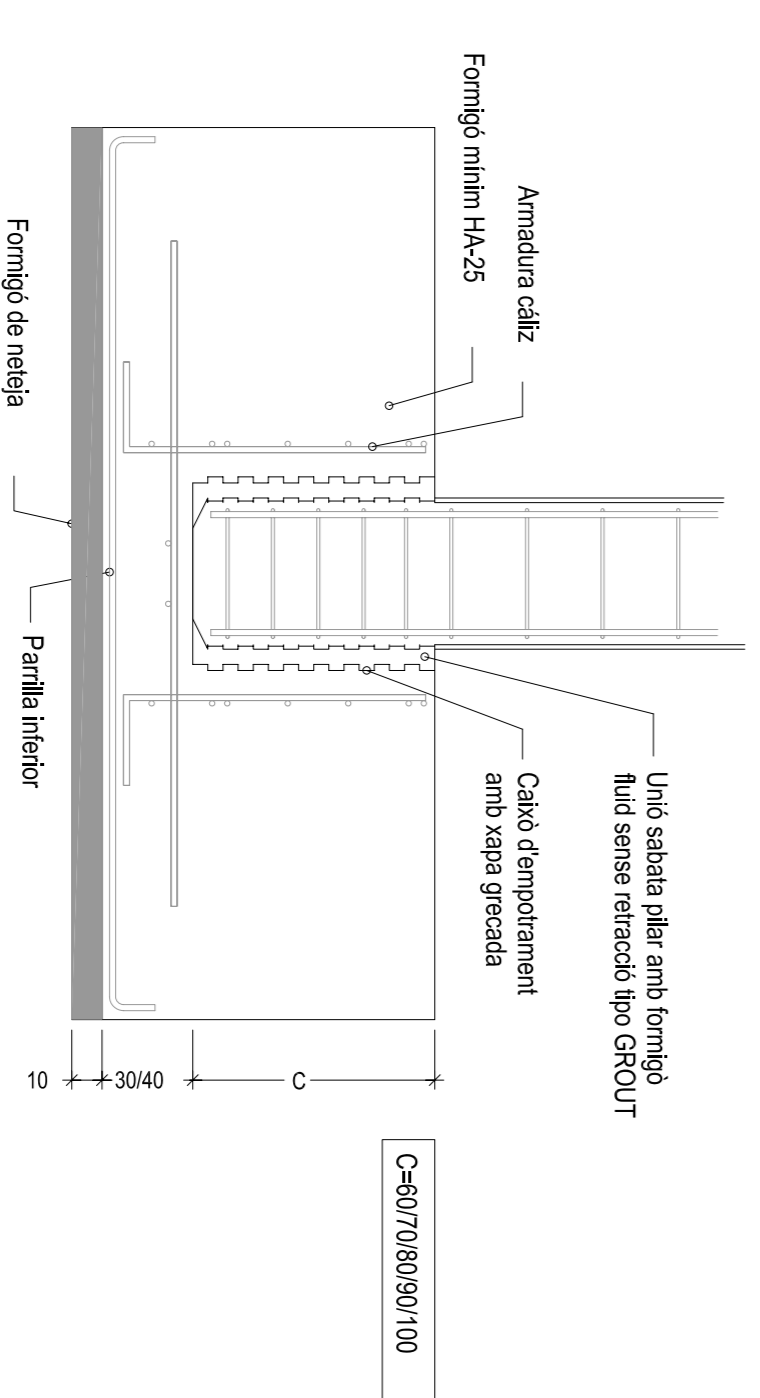 Formigó mínim HA-25
Armadura cáliz
Unió sabata pilar amb formigò
fluid sense retracció tipo GROUT
Caixò d'empotrament
amb xapa grecada
Formigó de neteja
Parrilla inferior
10
30/40
C
C=60/70/80/90/100